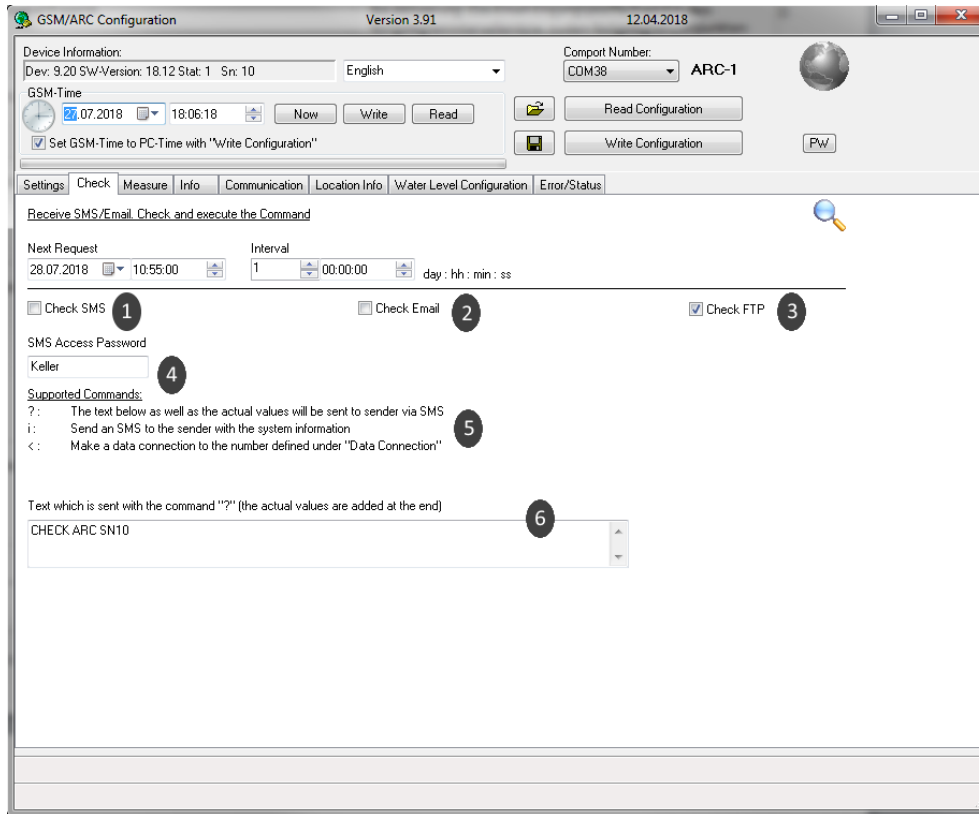 GSM/ARC Configuration Version 3.91 12.04.2018
Device Information: Comport Number:
Dev: 9.20 SW-Version: 18.12 Stat: 1 Sn: 10 English COM38 ARC-1
GSM-Time
27.07.2018 18:06:18 Now Write Read Read Configuration
Set GSM-Time to PC-Time with "Write Configuration" Write Configuration PW
Settings Check Measure Info Communication Location Info Water Level Configuration Error/Status
Receive SMS/Email. Check and execute the Command
Next Request Interval
28.07.2018 10:55:00 1 00:00:00 day : hh : min : ss
Check SMS 1 Check Email 2 Check FTP 3
SMS Access Password
Keller 4
Supported Commands:
? : The text below as well as the actual values will be sent to sender via SMS
i : Send an SMS to the sender with the system information 5
< : Make a data connection to the number defined under "Data Connection"
Text which is sent with the command "?" (the actual values are added at the end) 6
CHECK ARC SN10